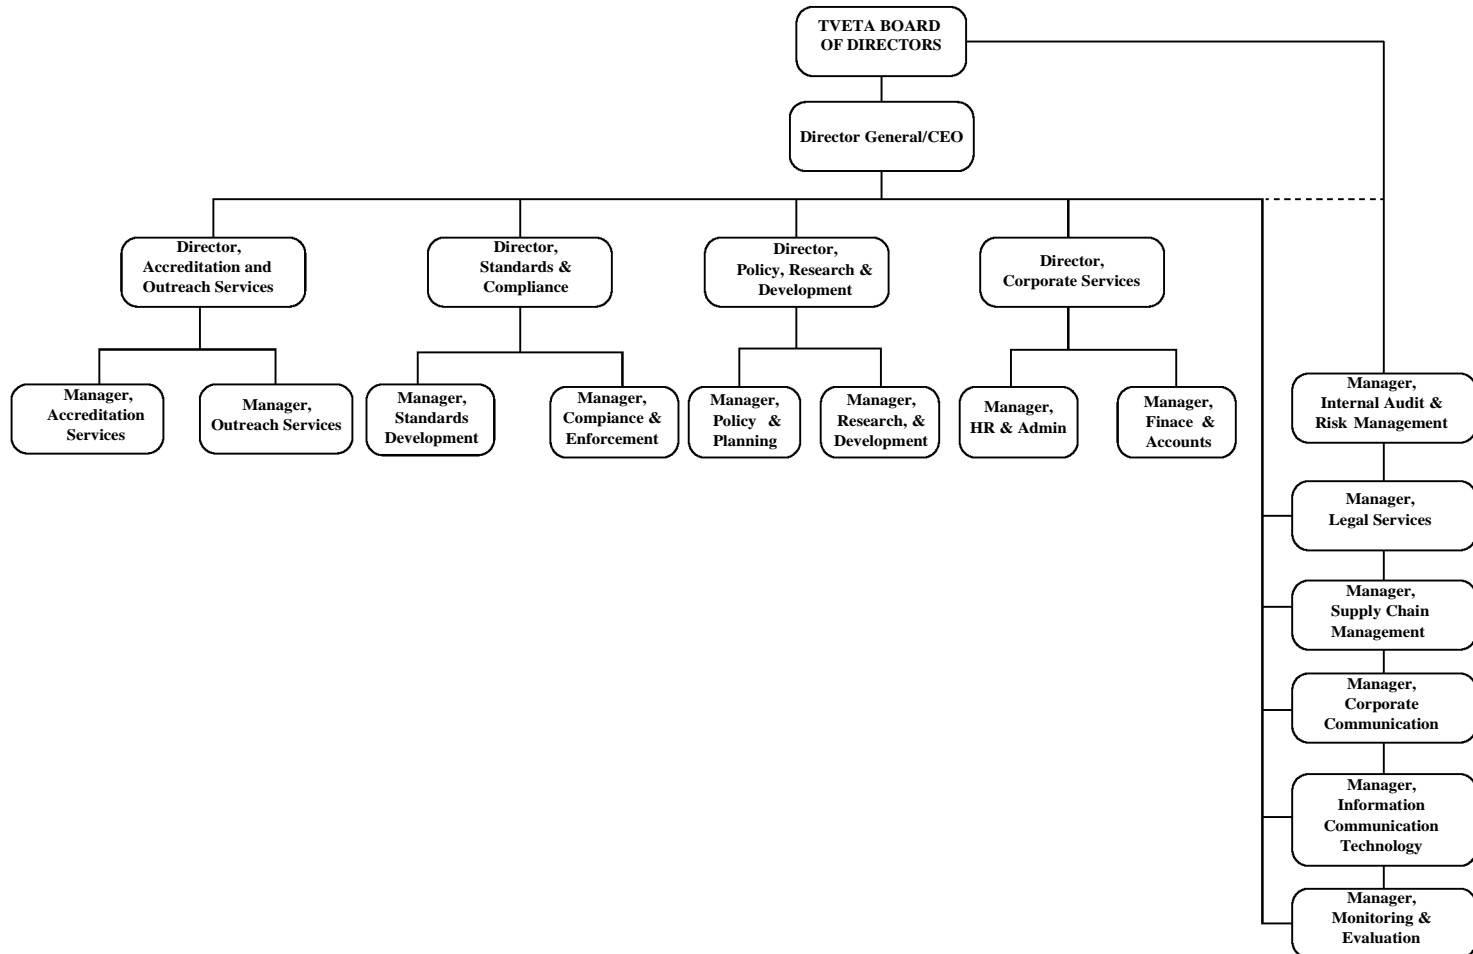 TVETA BOARD
OF DIRECTORS
Director General/CEO
Director,
Accreditation and
Outreach Services
Director,
Standards &
Compliance
Director,
Policy, Research &
Development
Director,
Corporate Services
Manager,
Accreditation
Services
Manager,
Outreach Services
Manager,
Standards
Development
Manager,
Compiance &
Enforcement
Manager,
Policy &
Planning
Manager,
Research, &
Development
Manager,
HR & Admin
Manager,
Finace &
Accounts
Manager,
Internal Audit &
Risk Management
Manager,
Legal Services
Manager,
Supply Chain
Management
Manager,
Corporate
Communication
Manager,
Information
Communication
Technology
Manager,
Monitoring &
Evaluation